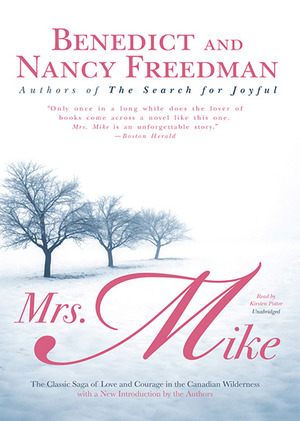 BENEDICT AND
NANCY FREEDMAN
Authors of The Search for Joyful
"Only once in a long while does the lover of
books come across a novel like this one.
Mrs. Mike is an unforgettable story."
—Boston Herald
Read by
Kirsten Potter
Unabridged
Mrs.
Mike
The Classic Saga of Love and Courage in the Canadian Wilderness
with a New Introduction by the Authors